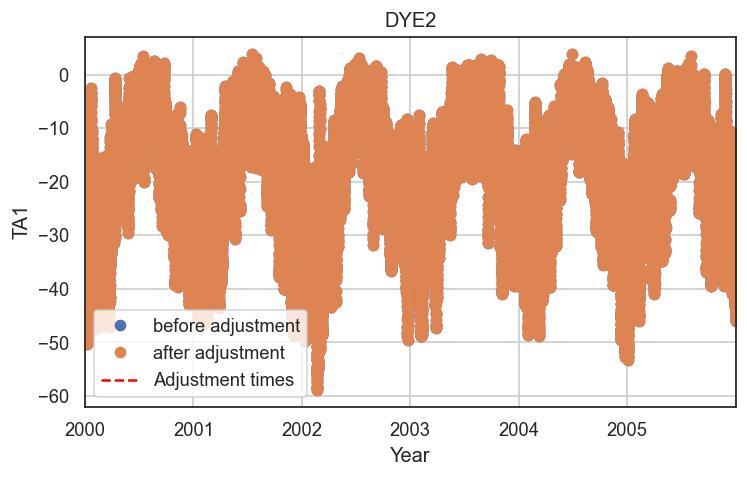 DYE2
TA1
0
−10
−20
−30
−40
−50
−60
before adjustment
after adjustment
Adjustment times
2000 2001 2002 2003 2004 2005
Year